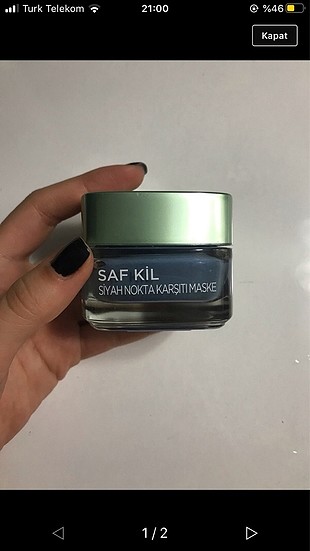 Turk Telekom
21:00
%46
Kapat
SAF KİL
SİYAH NOKTA KARŞITI MASKE
1/2